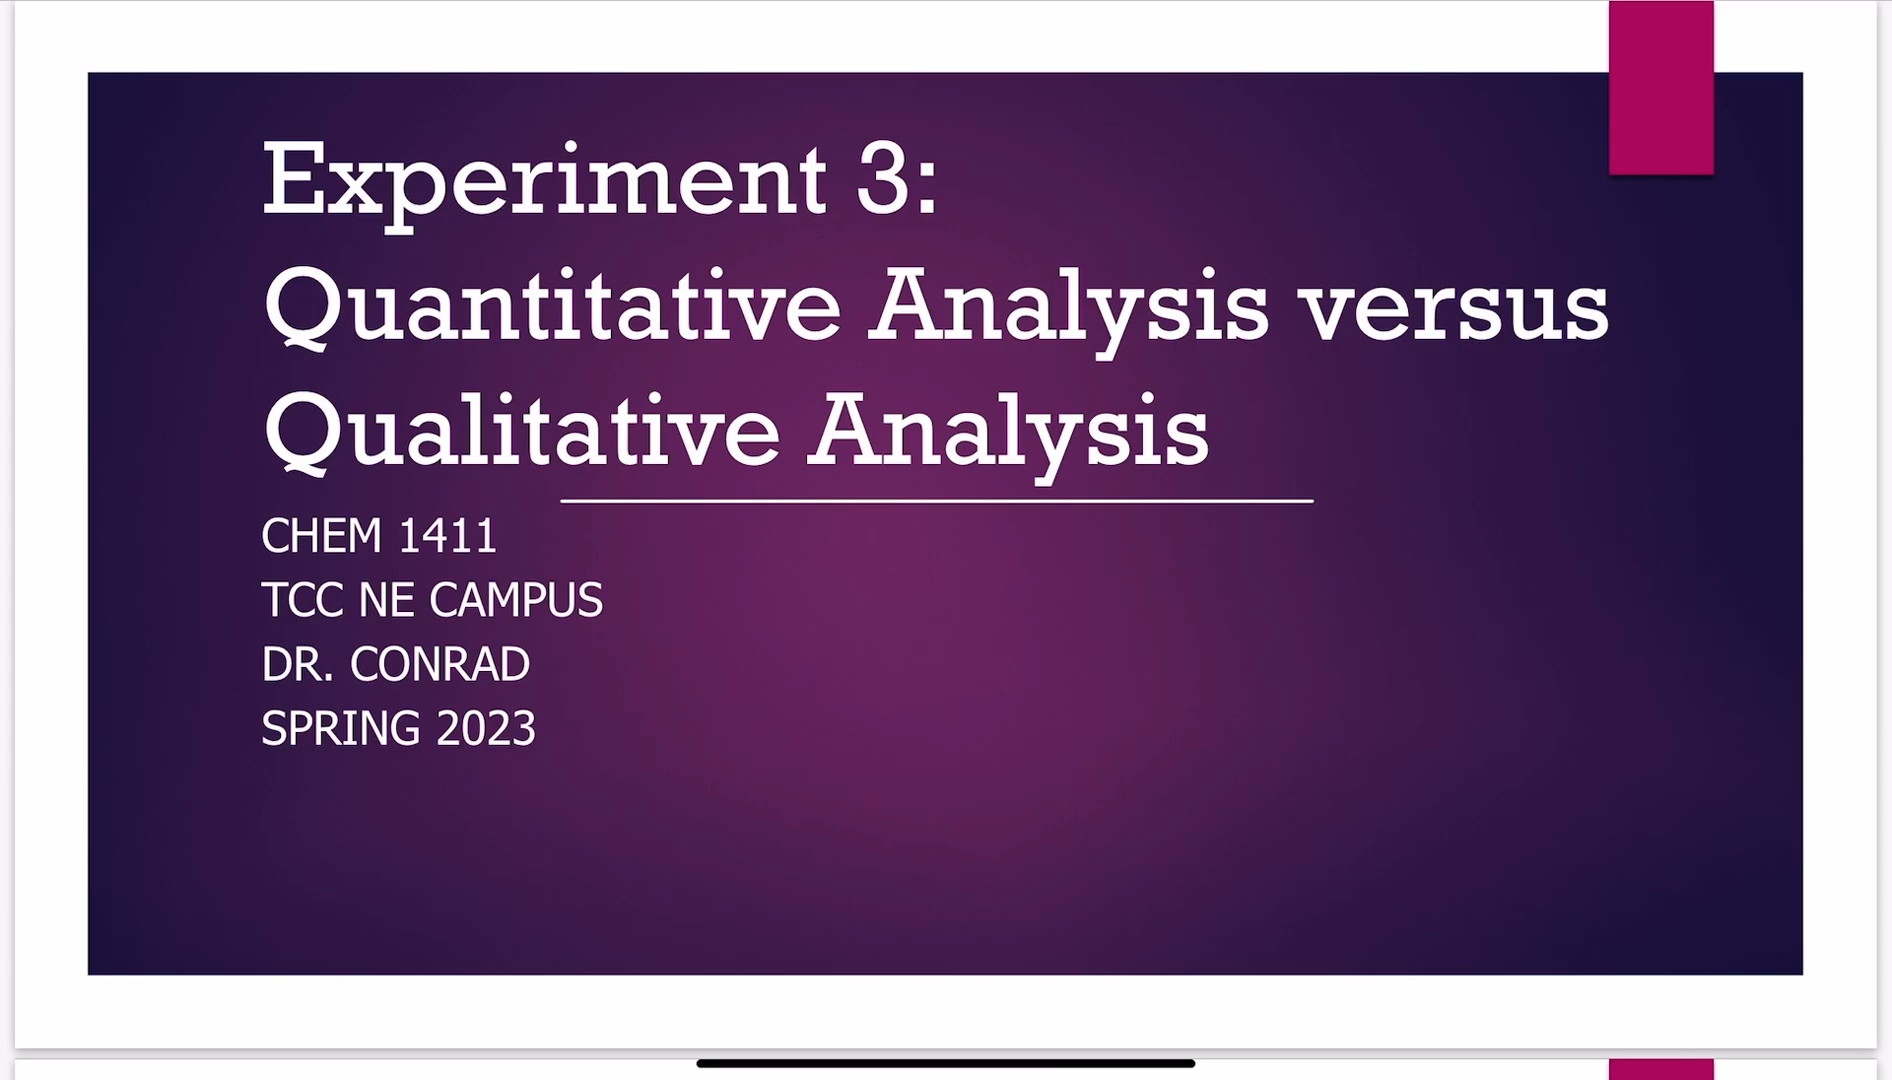 Experiment 3:
Quantitative Analysis versus
Qualitative Analysis
CHEM 1411
TCC NE CAMPUS
DR. CONRAD
SPRING 2023